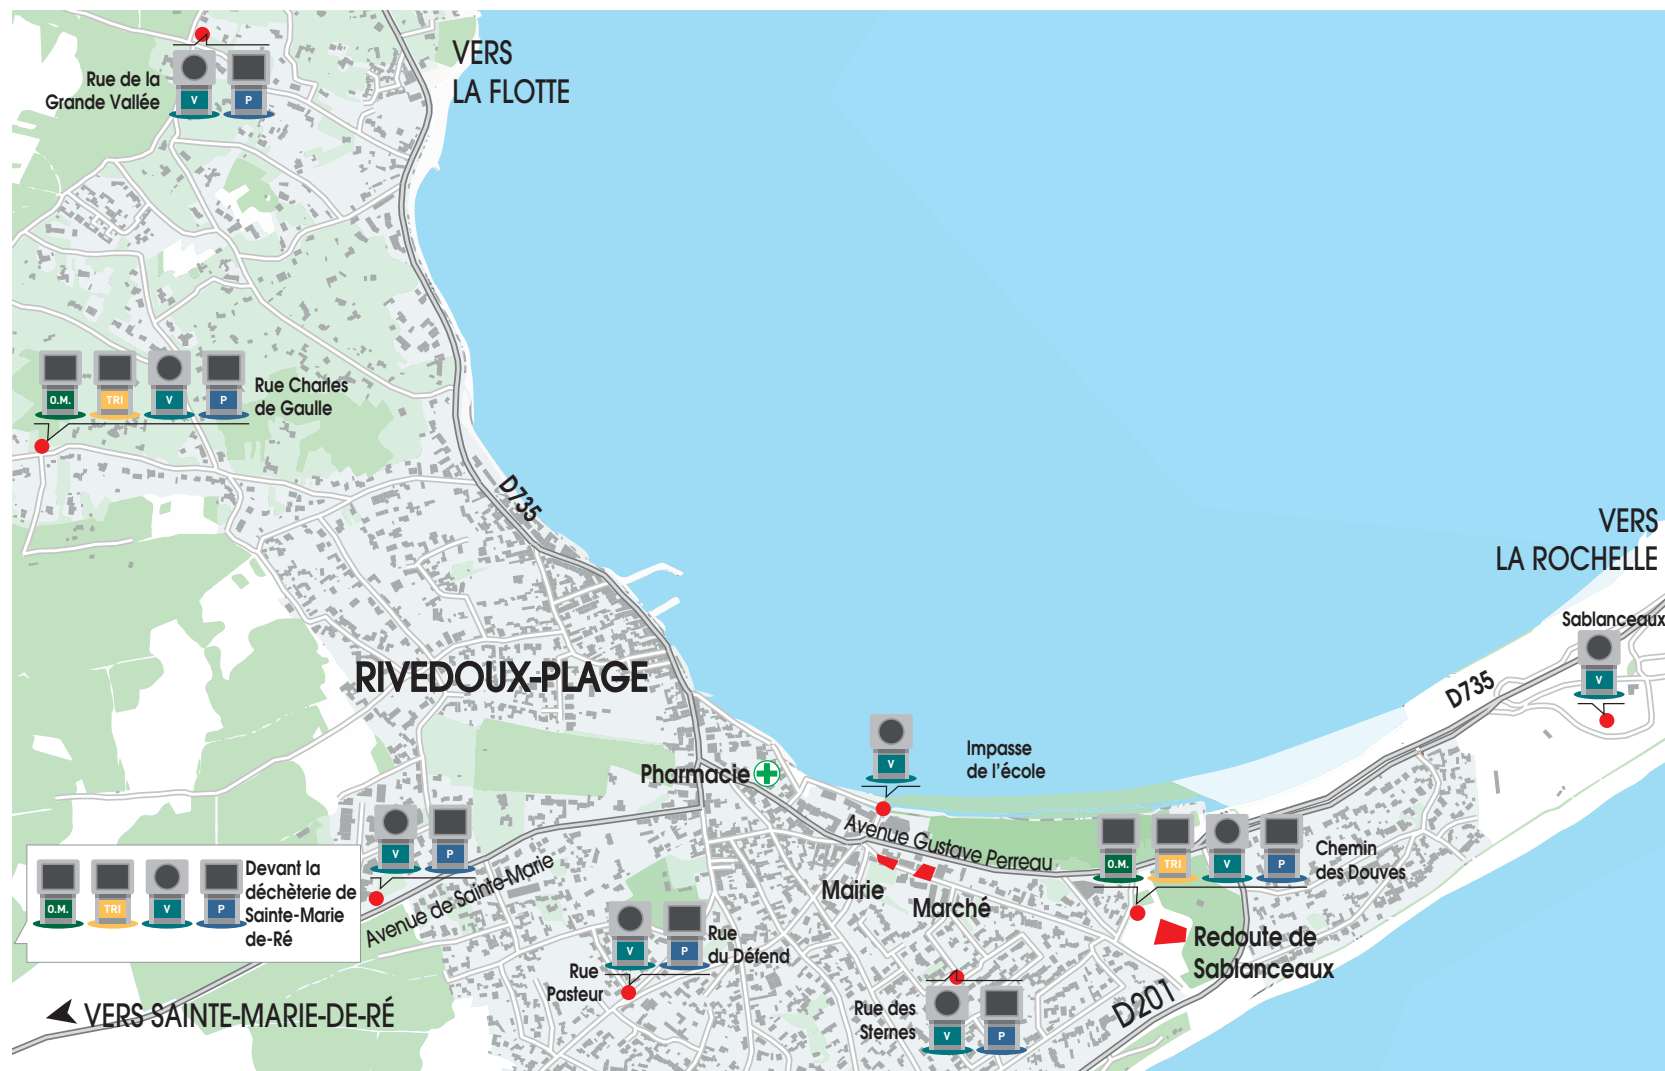 VERS
LA FLOTTE
Rue de la
Grande Vallée
V
P
O.M.
TRI
V
P
Rue Charles
de Gaulle
D735
VERS
LA ROCHELLE
Sablanceaux
V
D735
RIVEDOUX-PLAGE
Pharmacie
V
Impasse
de l'école
Avenue Gustave Perreau
Mairie
Marché
O.M.
TRI
V
P
Chemin
des Douves
Redoute de
Sablanceaux
D201
V
P
Avenue de Sainte-Marie
O.M.
TRI
V
P
Devant la
déchèterie de
Sainte-Marie
de-Ré
V
P
Rue
du Défend
Rue
Pasteur
Rue des
Sternes
V
P
VERS SAINTE-MARIE-DE-RÉ